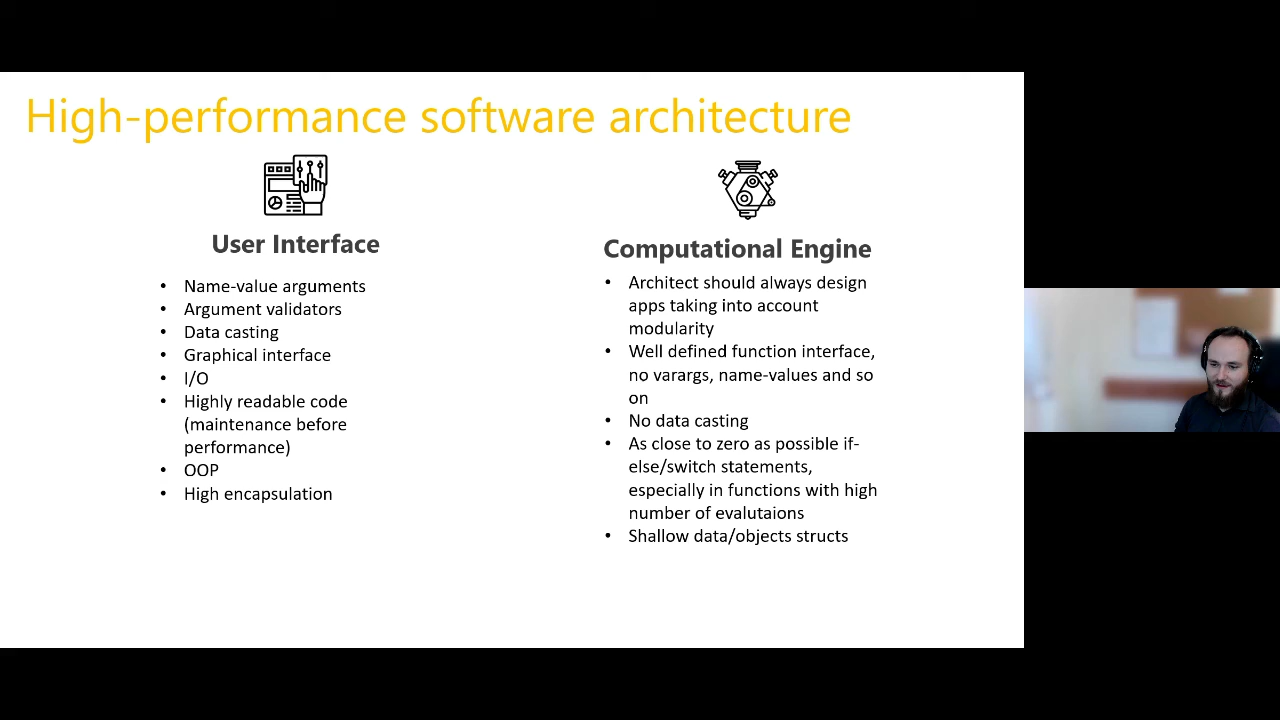 High-performance software architecture
User Interface
Name-value arguments
Argument validators
Data casting
Graphical interface
I/O
Highly readable code
(maintenance before
performance)
OOP
High encapsulation
Computational Engine
Architect should always design
apps taking into account
modularity
Well defined function interface,
no varargs, name-values and so
on
No data casting
As close to zero as possible if-
else/switch statements,
especially in functions with high
number of evalutaions
Shallow data/objects structs